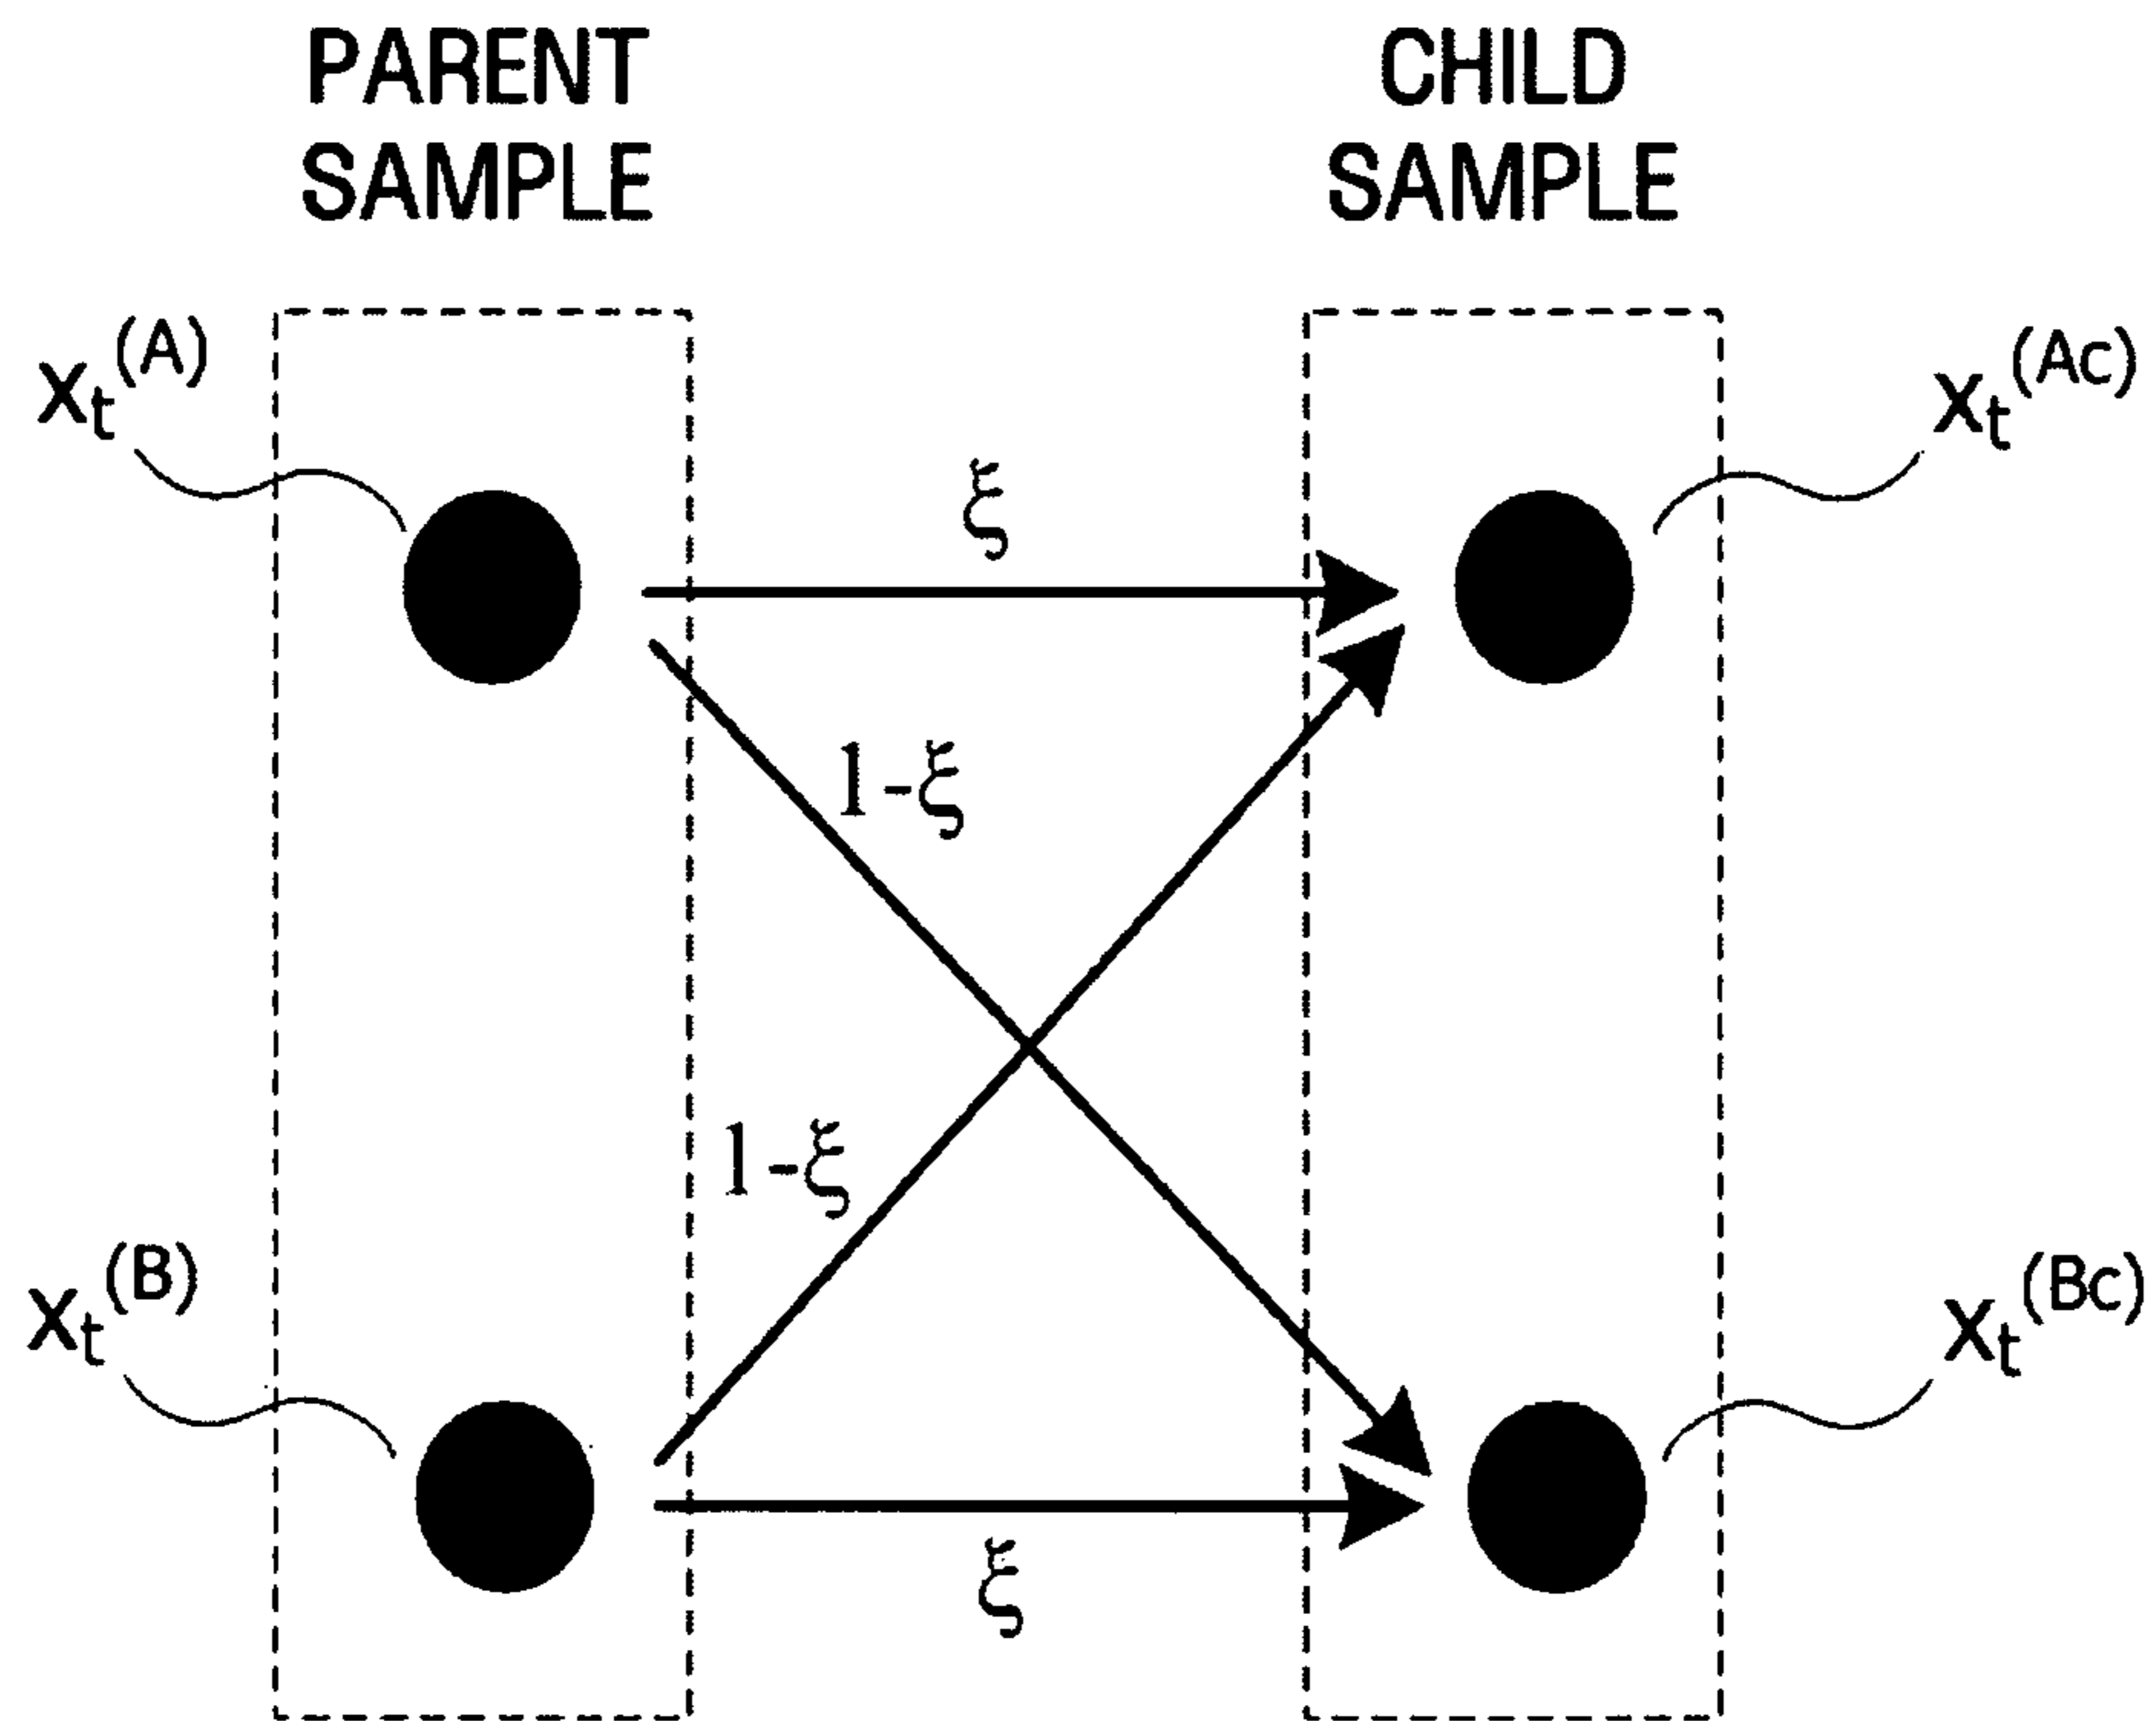 PARENT
SAMPLE
CHILD
SAMPLE
xₜ⁽ᴬ⁾
xₜ⁽ᴬᶜ⁾
ξ
1-ξ
1-ξ
xₜ⁽ᴮ⁾
xₜ⁽ᴮᶜ⁾
ξ